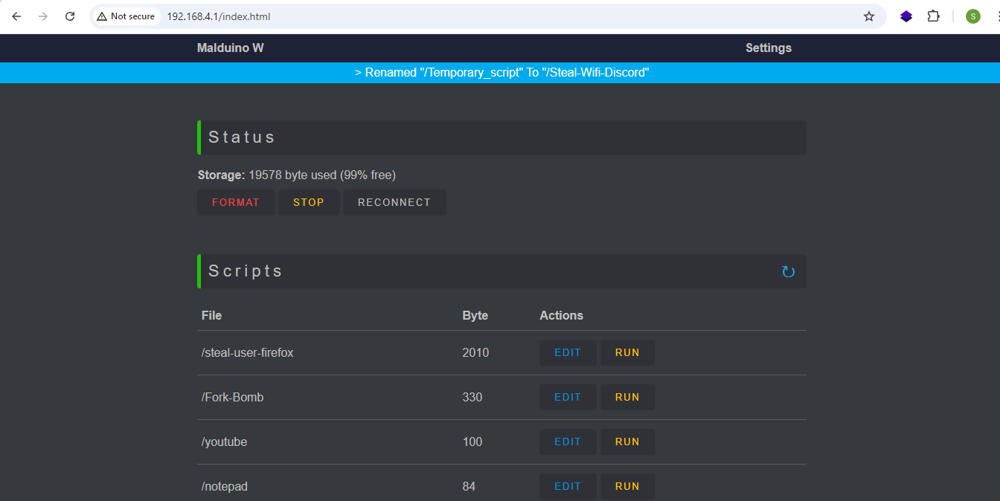 Not secure 192.168.4.1/index.html S
Malduino W Settings
> Renamed "/Temporary_script" To "/Steal-Wifi-Discord"
Status
Storage: 19578 byte used (99% free)
FORMAT STOP RECONNECT
Scripts
File Byte Actions
/steal-user-firefox 2010 EDIT RUN
/Fork-Bomb 330 EDIT RUN
/youtube 100 EDIT RUN
/notepad 84 EDIT RUN